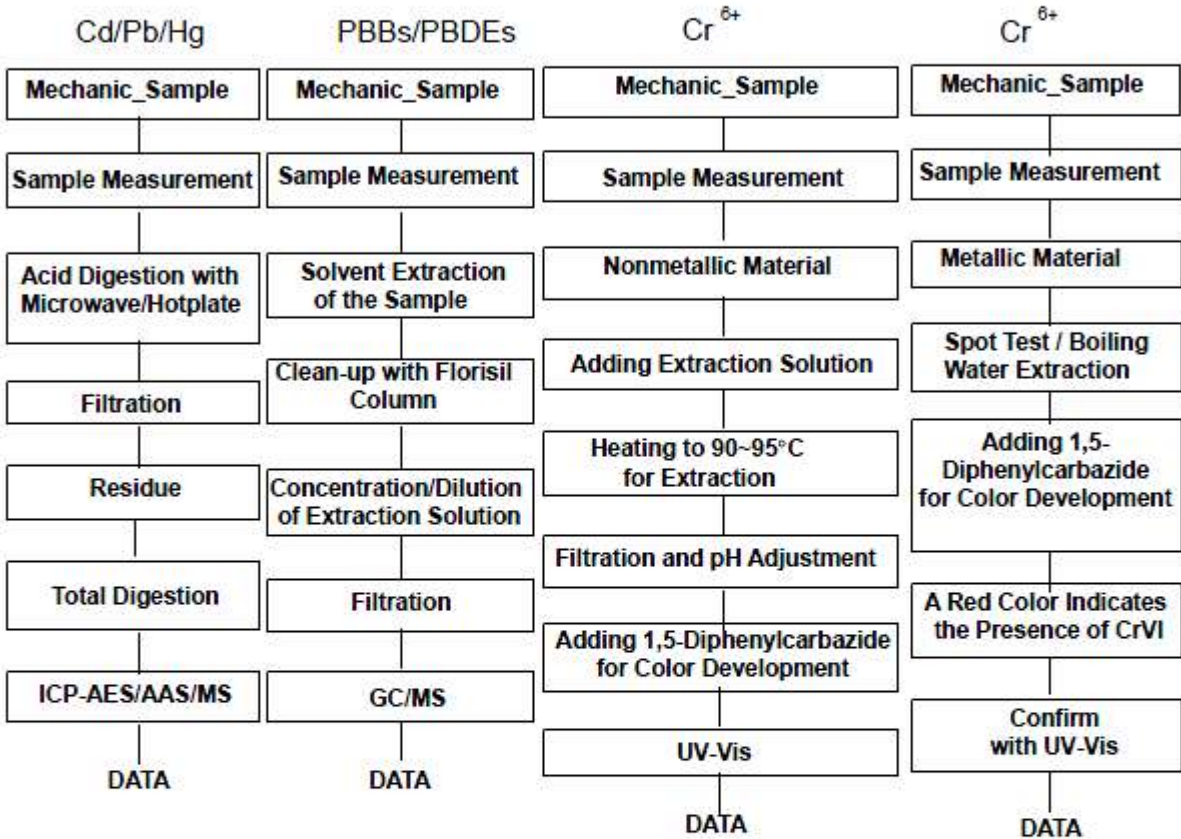 Cd/Pb/Hg
Mechanic_Sample
Sample Measurement
Acid Digestion with
Microwave/Hotplate
Filtration
Residue
Total Digestion
ICP-AES/AAS/MS
DATA
PBBs/PBDEs
Mechanic_Sample
Sample Measurement
Solvent Extraction
of the Sample
Clean-up with Florisil
Column
Concentration/Dilution
of Extraction Solution
Filtration
GC/MS
DATA
Cr 6+
Mechanic_Sample
Sample Measurement
Nonmetallic Material
Adding Extraction Solution
Heating to 90~95°C
for Extraction
Filtration and pH Adjustment
Adding 1,5-Diphenylcarbazide
for Color Development
UV-Vis
DATA
Cr 6+
Mechanic_Sample
Sample Measurement
Metallic Material
Spot Test / Boiling
Water Extraction
Adding 1,5-
Diphenylcarbazide
for Color Development
A Red Color Indicates
the Presence of CrVI
Confirm
with UV-Vis
DATA